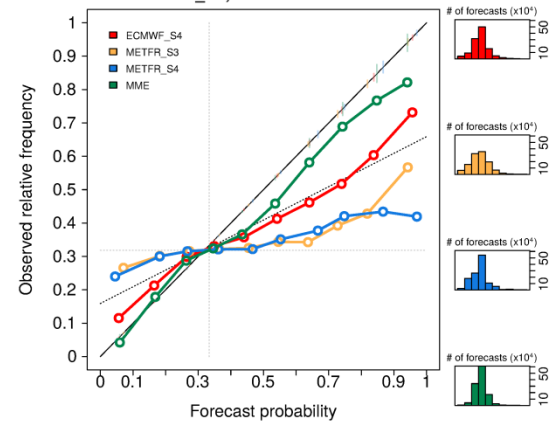 ECMWF_S4
METFR_S3
METFR_S4
MME
Observed relative frequency
1
0.9
0.8
0.7
0.6
0.5
0.4
0.3
0.2
0.1
0
0 0.1 0.3 0.5 0.7 0.9 1
Forecast probability
# of forecasts (x10⁴)
10 50
# of forecasts (x10⁴)
10 50
# of forecasts (x10⁴)
10 50
# of forecasts (x10⁴)
10 50